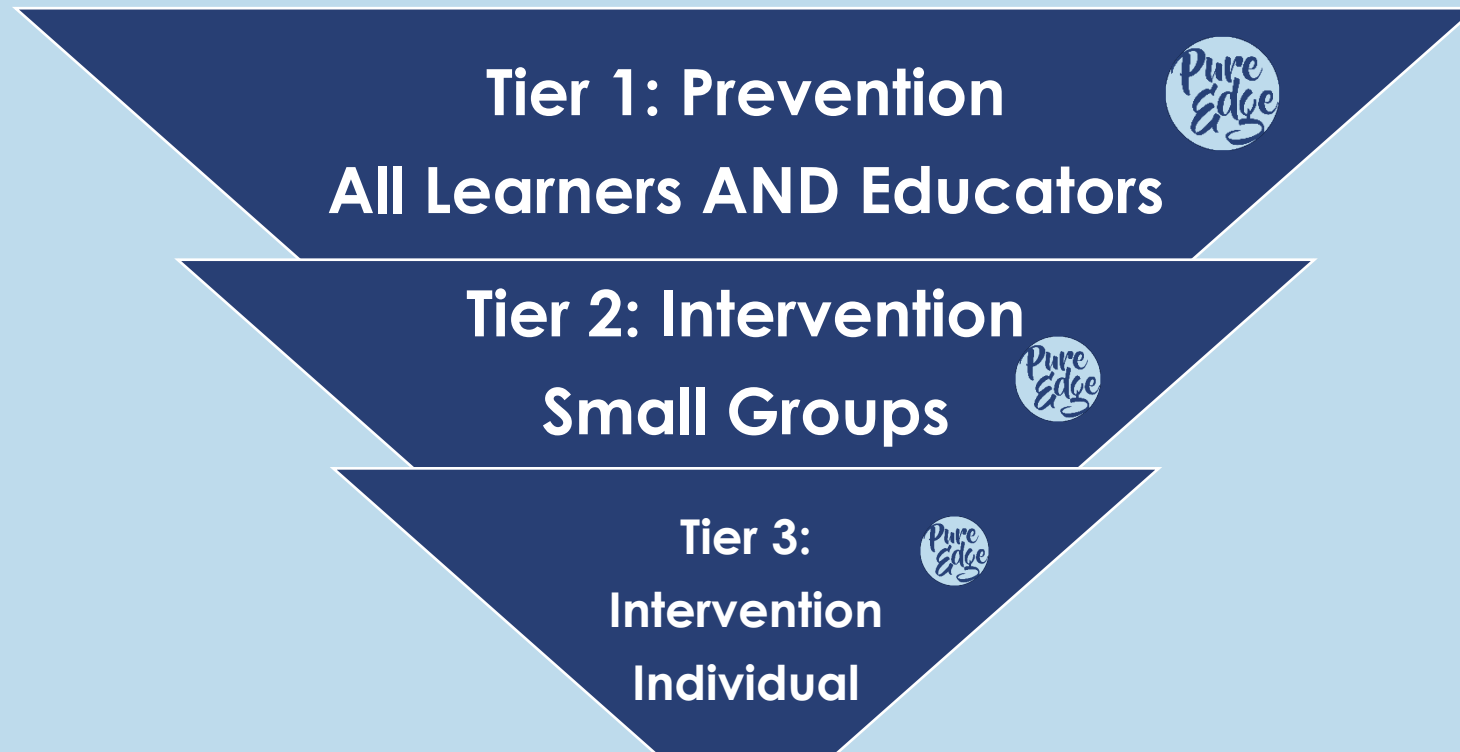 Tier 1: Prevention
Pure
Edge
All Learners AND Educators
Tier 2: Intervention
Pure
Edge
Small Groups
Tier 3:
Pure
Edge
Intervention
Individual